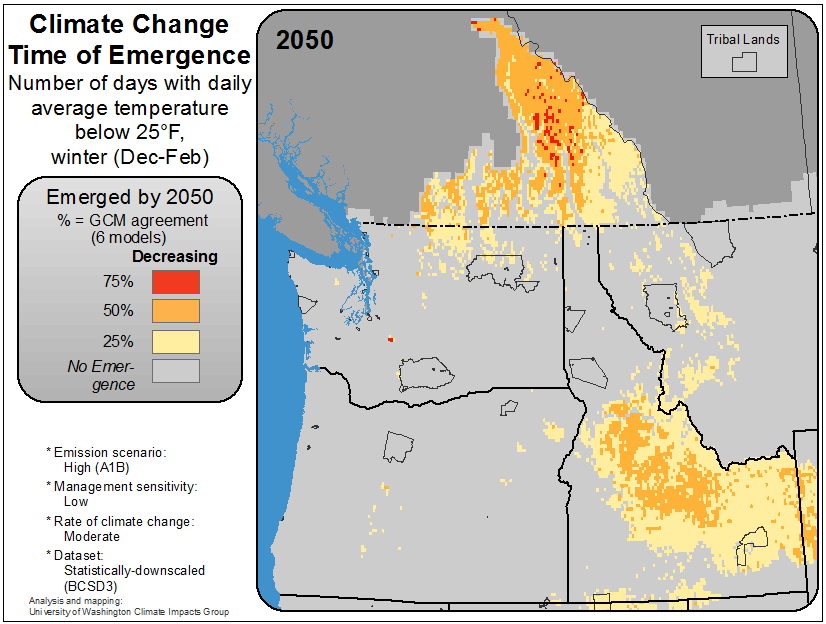 Climate Change
Time of Emergence
Number of days with daily
average temperature
below 25°F,
winter (Dec-Feb)
Emerged by 2050
% = GCM agreement
(6 models)
Decreasing
75%
50%
25%
No Emer-
gence
* Emission scenario:
High (A1B)
* Management sensitivity:
Low
* Rate of climate change:
Moderate
* Dataset:
Statistically-downscaled
(BCSD3)
Analysis and mapping:
University of Washington Climate Impacts Group
2050
Tribal Lands